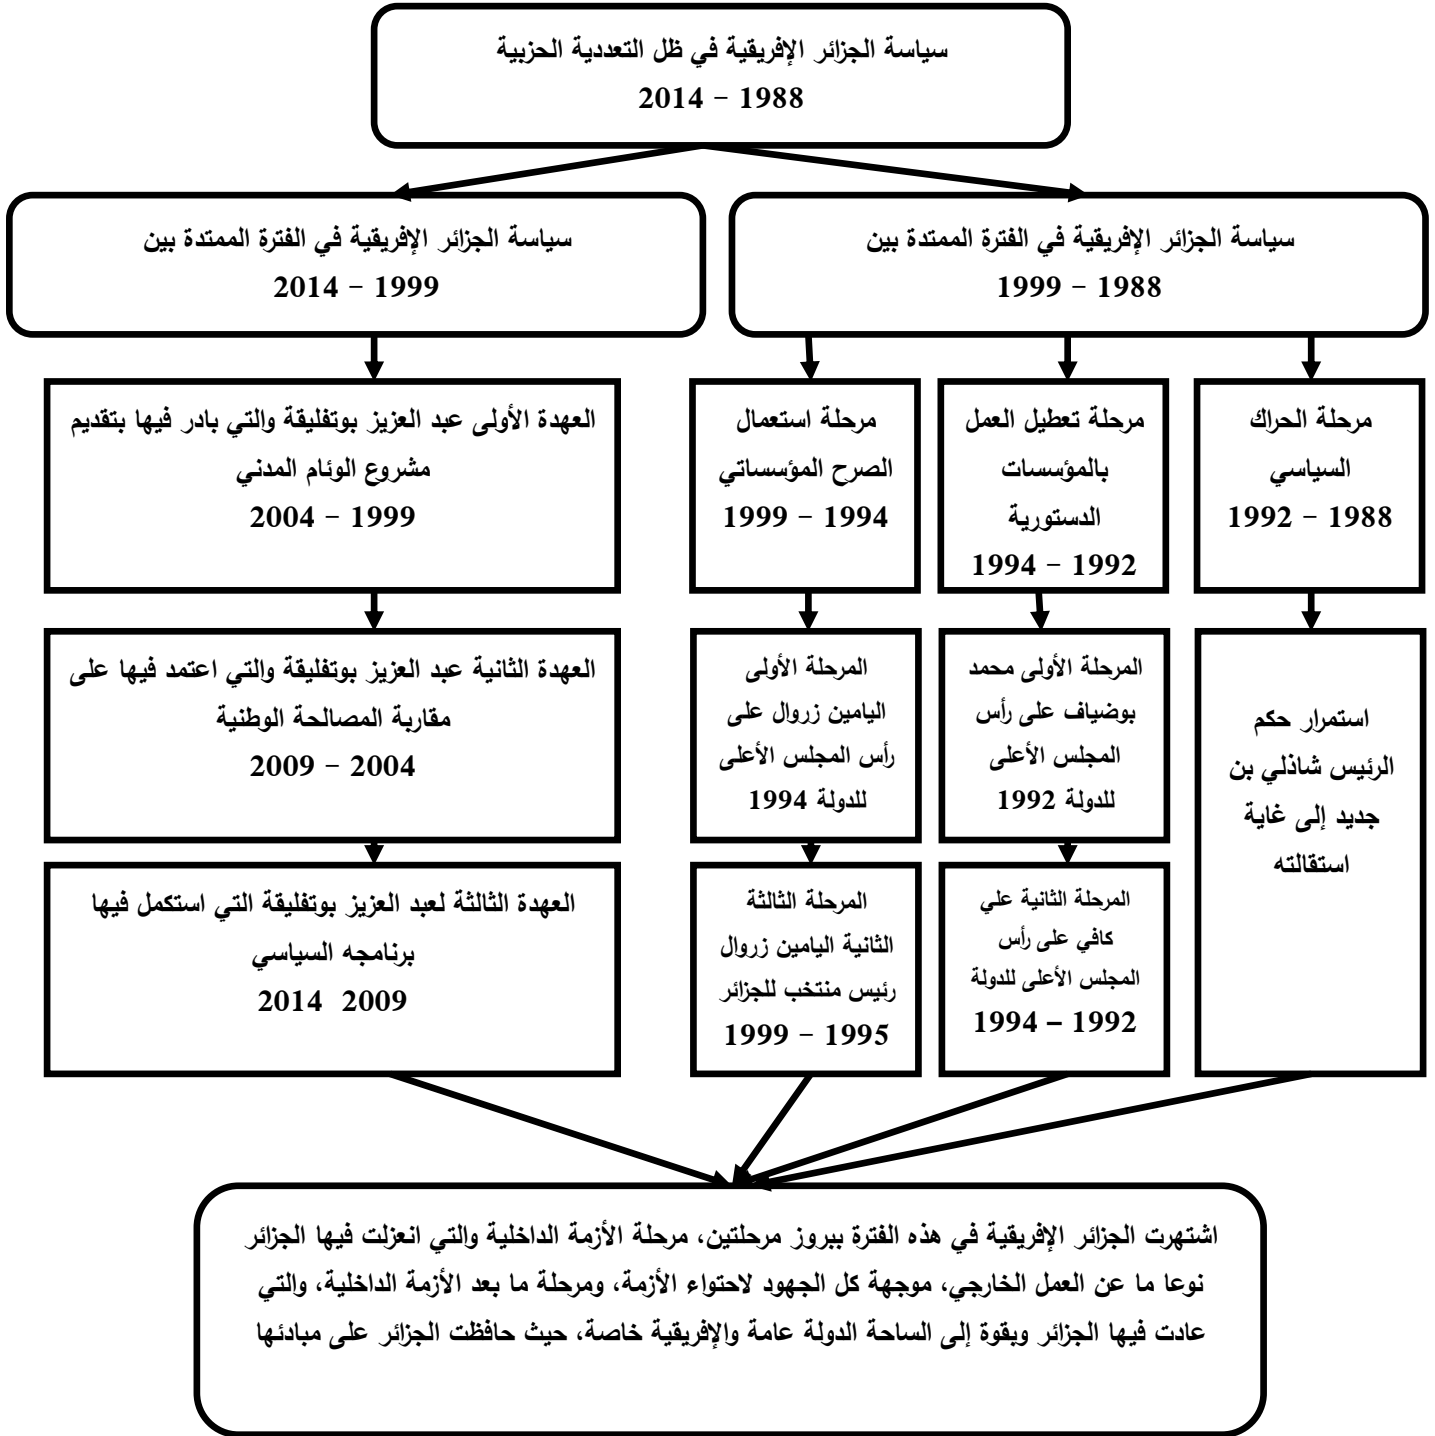 سياسة الجزائر الإفريقية في ظل التعددية الحزبية
1988 – 2014
سياسة الجزائر الإفريقية في الفترة الممتدة بين
1988 – 1999
سياسة الجزائر الإفريقية في الفترة الممتدة بين
1999 – 2014
مرحلة الحراك
السياسي
1988 – 1992
مرحلة تعطيل العمل
بالمؤسسات
الدستورية
1992 – 1994
مرحلة استعمال
الصرح المؤسساتي
1994 – 1999
العهدة الأولى عبد العزيز بوتفليقة والتي بادر فيها بتقديم
مشروع الوئام المدني
1999 – 2004
استمرار حكم
الرئيس شاذلي بن
جديد إلى غاية
استقالته
المرحلة الأولى محمد
بوضياف على رأس
المجلس الأعلى
للدولة 1992
المرحلة الأولى
اليامين زروال على
رأس المجلس الأعلى
للدولة 1994
العهدة الثانية عبد العزيز بوتفليقة والتي اعتمد فيها على
مقاربة المصالحة الوطنية
2004 – 2009
المرحلة الثانية علي
كافي على رأس
المجلس الأعلى للدولة
1992 – 1994
المرحلة الثالثة
الثانية اليامين زروال
رئيس منتخب للجزائر
1995 – 1999
العهدة الثالثة لعبد العزيز بوتفليقة التي استكمل فيها
برنامجه السياسي
2009 2014
اشتهرت الجزائر الإفريقية في هذه الفترة ببروز مرحلتين، مرحلة الأزمة الداخلية والتي انعزلت فيها الجزائر
نوعا ما عن العمل الخارجي، موجهة كل الجهود لاحتواء الأزمة، ومرحلة ما بعد الأزمة الداخلية، والتي
عادت فيها الجزائر وبقوة إلى الساحة الدولة عامة والإفريقية خاصة، حيث حافظت الجزائر على مبادئها